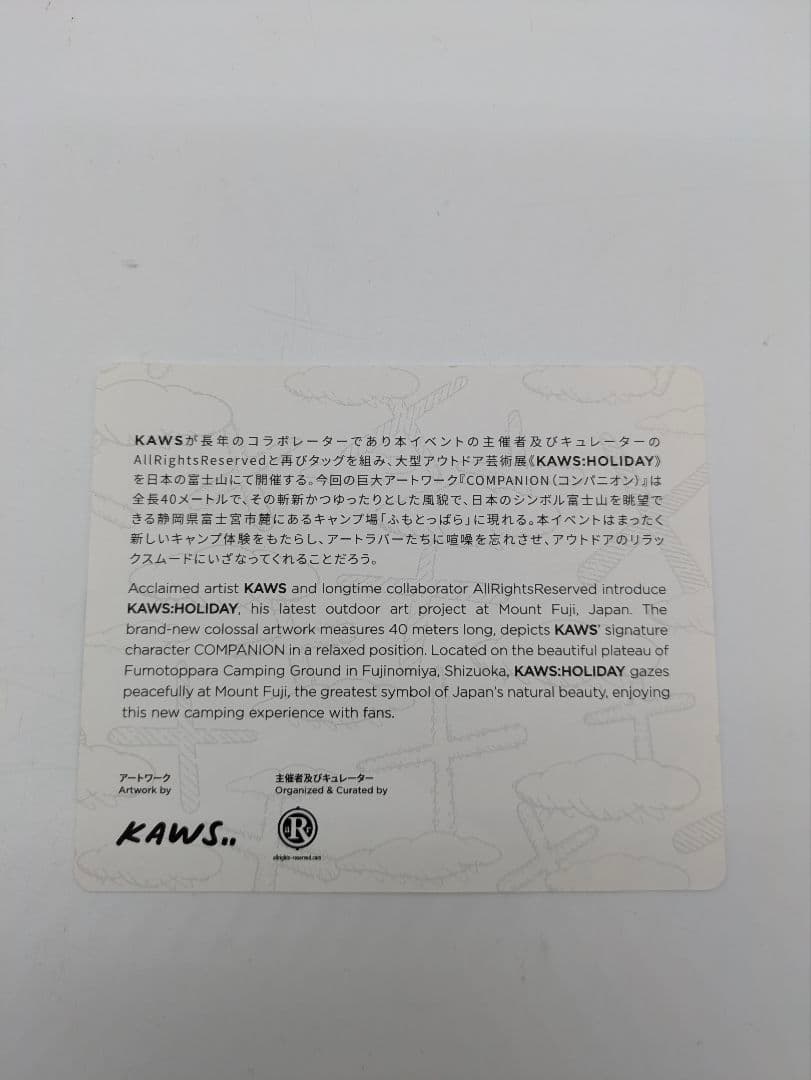 KAWSが長年のコラボレーターであり本イベントの主催者及びキュレーターの
AllRightsReservedと再びタッグを組み、大型アウトドア芸術展《KAWS:HOLIDAY》
を日本の富士山にて開催する。今回の巨大アートワーク『COMPANION（コンパニオン）』は
全長40メートルで、その斬新かつゆったりとした風貌で、日本のシンボル富士山を眺望で
きる静岡県富士宮市麓にあるキャンプ場「ふもとっぱら」に現れる。本イベントはまったく
新しいキャンプ体験をもたらし、アートラバーたちに喧噪を忘れさせ、アウトドアのリラッ
クスムードにいざなってくれることだろう。
Acclaimed artist KAWS and longtime collaborator AllRightsReserved introduce
KAWS:HOLIDAY, his latest outdoor art project at Mount Fuji, Japan. The
brand-new colossal artwork measures 40 meters long, depicts KAWS' signature
character COMPANION in a relaxed position. Located on the beautiful plateau of
Fumotoppara Camping Ground in Fujinomiya, Shizuoka, KAWS:HOLIDAY gazes
peacefully at Mount Fuji, the greatest symbol of Japan's natural beauty, enjoying
this new camping experience with fans.
アートワーク
Artwork by
主催者及びキュレーター
Organized & Curated by
KAWS..
R
allrights-reserved.com